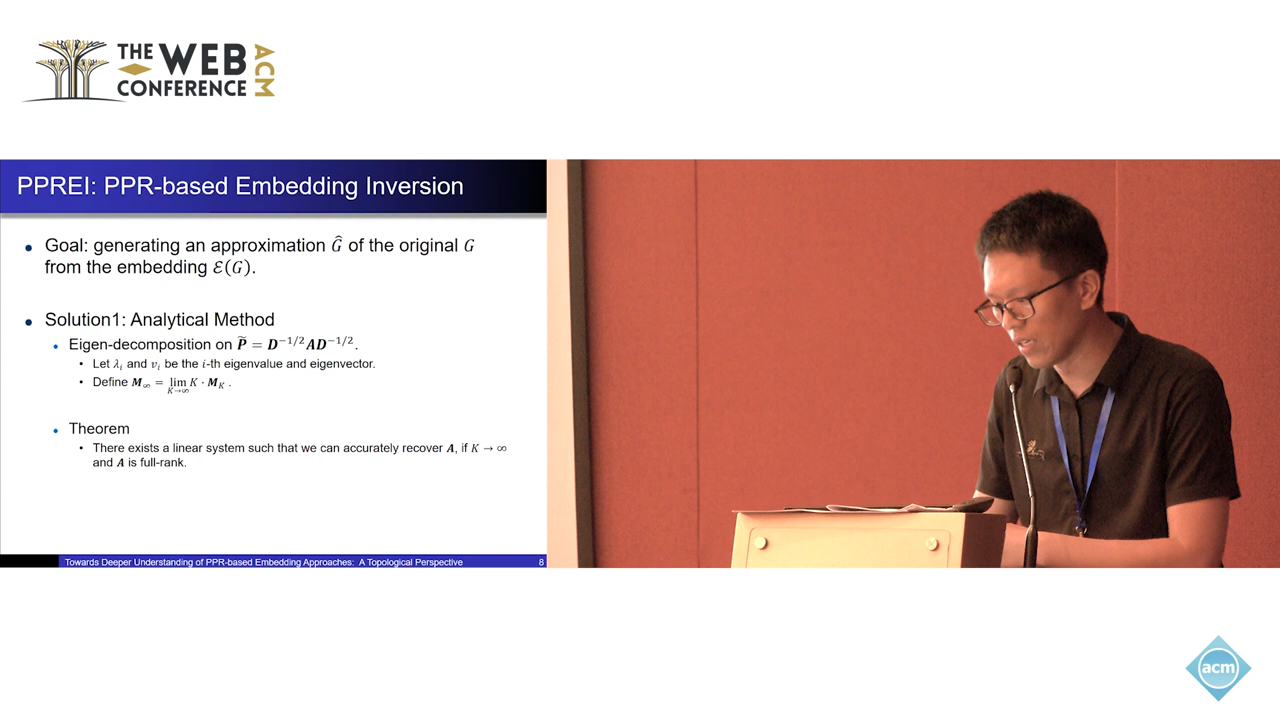 THE WEB
CONFERENCE
ACM
PPREI: PPR-based Embedding Inversion
Goal: generating an approximation Ĝ of the original G
from the embedding ℰ(G).
Solution1: Analytical Method
Eigen-decomposition on P̃ = D^{-1/2}AD^{-1/2}.
Let λ_i and v_i be the i-th eigenvalue and eigenvector.
Define M_∞ = lim_{K→∞} K · M_K .
Theorem
There exists a linear system such that we can accurately recover A, if K → ∞
and A is full-rank.
Towards Deeper Understanding of PPR-based Embedding Approaches: A Topological Perspective 8
acm